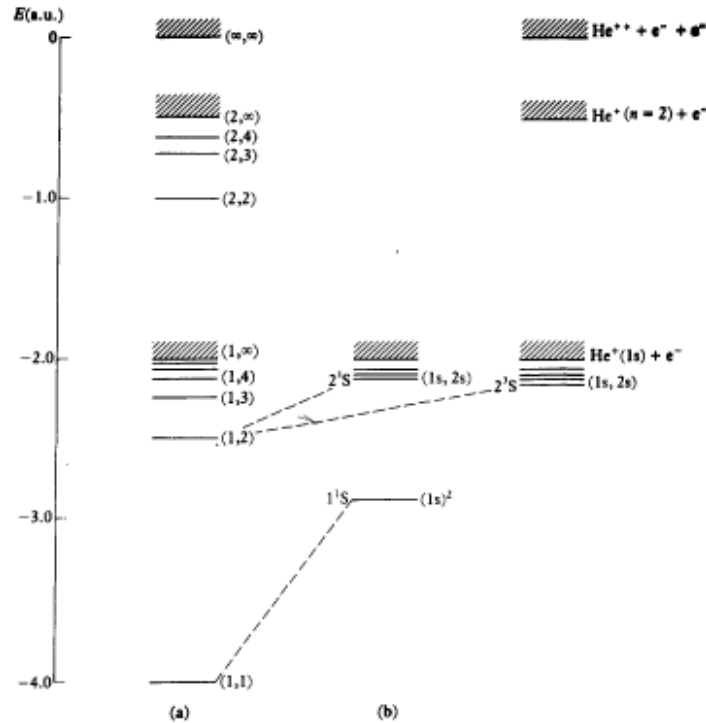 E(a.u.)
0 (∞,∞) He⁺⁺ + e⁻ + e⁻
(2,∞) He⁺(n = 2) + e⁻
(2,4)
(2,3)
−1.0 (2,2)
−2.0 (1,∞) He⁺(1s) + e⁻
(1,4) 2¹S (1s, 2s) 2³S (1s, 2s)
(1,3)
(1,2)
1¹S (1s)²
−3.0
−4.0 (1,1)
(a) (b)